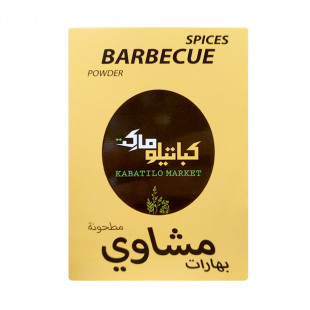 SPICES
BARBECUE
POWDER
كباتيلو ماركت
KABATILO MARKET
مطحونة
مشاوي
بهارات